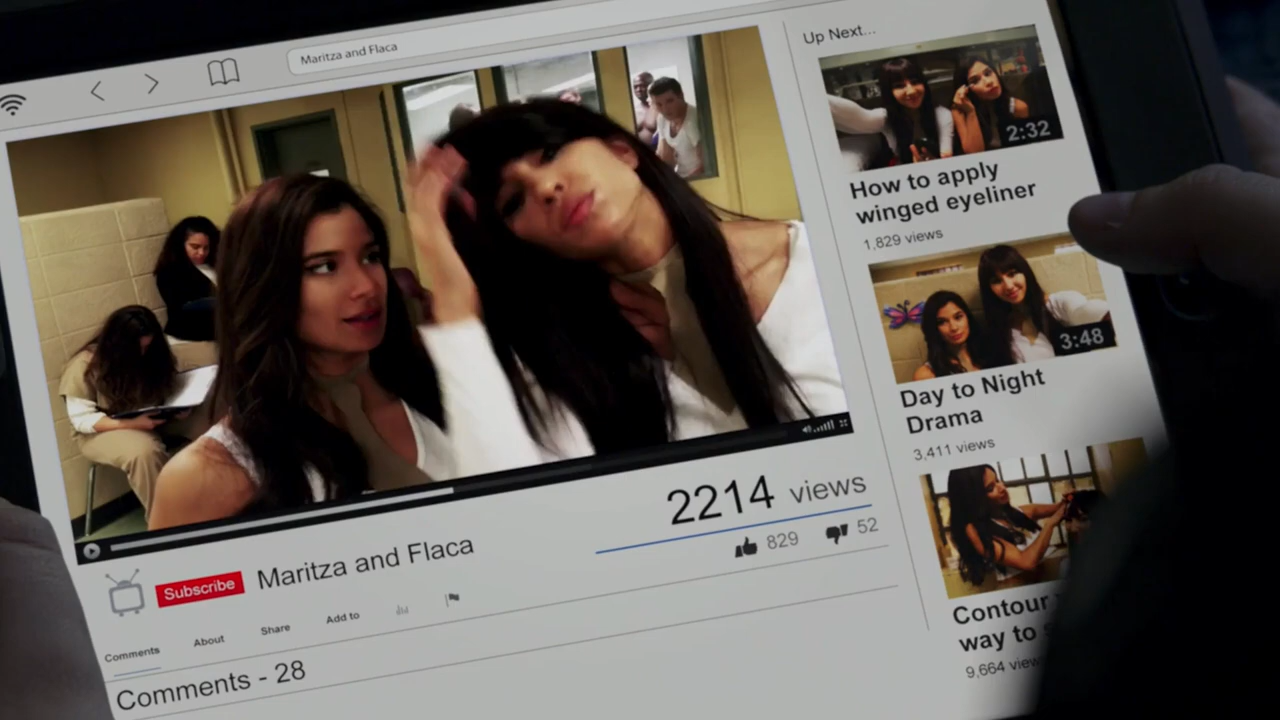 Maritza and Flaca
Up Next...
2:32
How to apply
winged eyeliner
1,829 views
3:48
Day to Night
Drama
3,411 views
Contour
way to
9,664 view
2214 views
829 52
Subscribe Maritza and Flaca
Comments About Share Add to
Comments - 28